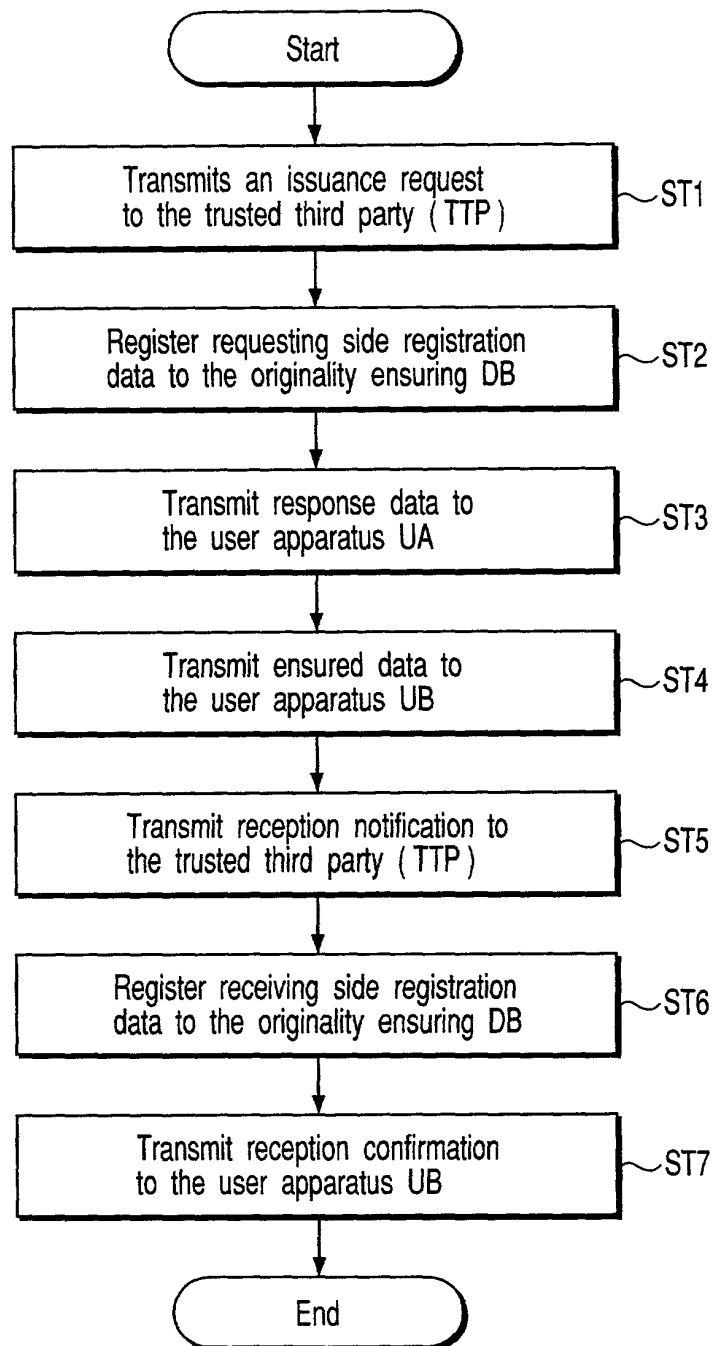 Start
Transmits an issuance request
to the trusted third party ( TTP )
ST1
Register requesting side registration
data to the originality ensuring DB
ST2
Transmit response data to
the user apparatus UA
ST3
Transmit ensured data to
the user apparatus UB
ST4
Transmit reception notification to
the trusted third party ( TTP )
ST5
Register receiving side registration
data to the originality ensuring DB
ST6
Transmit reception confirmation
to the user apparatus UB
ST7
End